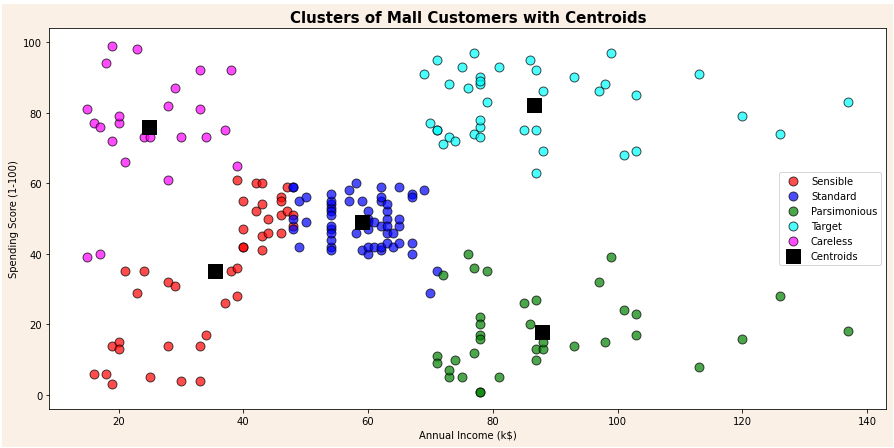 Clusters of Mall Customers with Centroids
100
80
60
40
20
0
Spending Score (1-100)
Sensible
Standard
Parsimonious
Target
Careless
Centroids
20 40 60 80 100 120 140
Annual Income (k$)